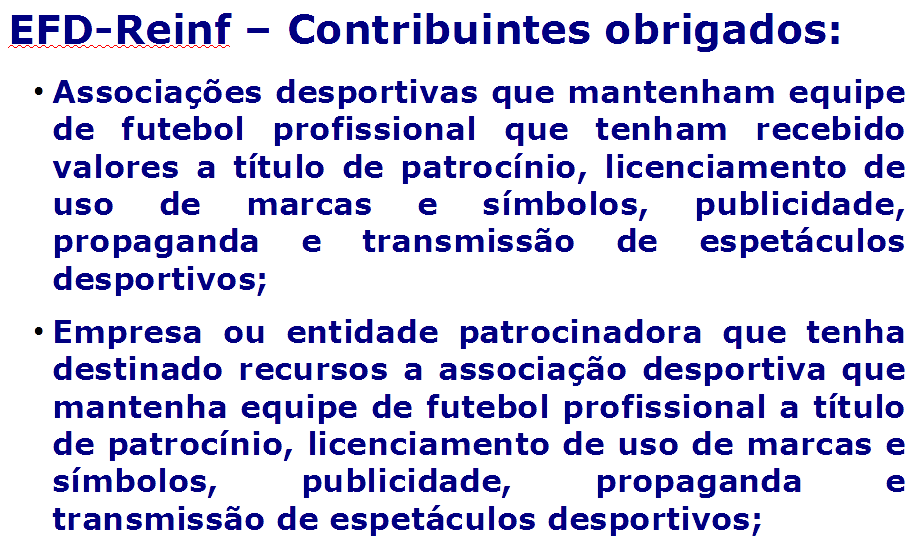 EFD-Reinf – Contribuintes obrigados:
• Associações desportivas que mantenham equipe
de futebol profissional que tenham recebido
valores a título de patrocínio, licenciamento de
uso de marcas e símbolos, publicidade,
propaganda e transmissão de espetáculos
desportivos;
• Empresa ou entidade patrocinadora que tenha
destinado recursos a associação desportiva que
mantenha equipe de futebol profissional a título
de patrocínio, licenciamento de uso de marcas e
símbolos, publicidade, propaganda e
transmissão de espetáculos desportivos;